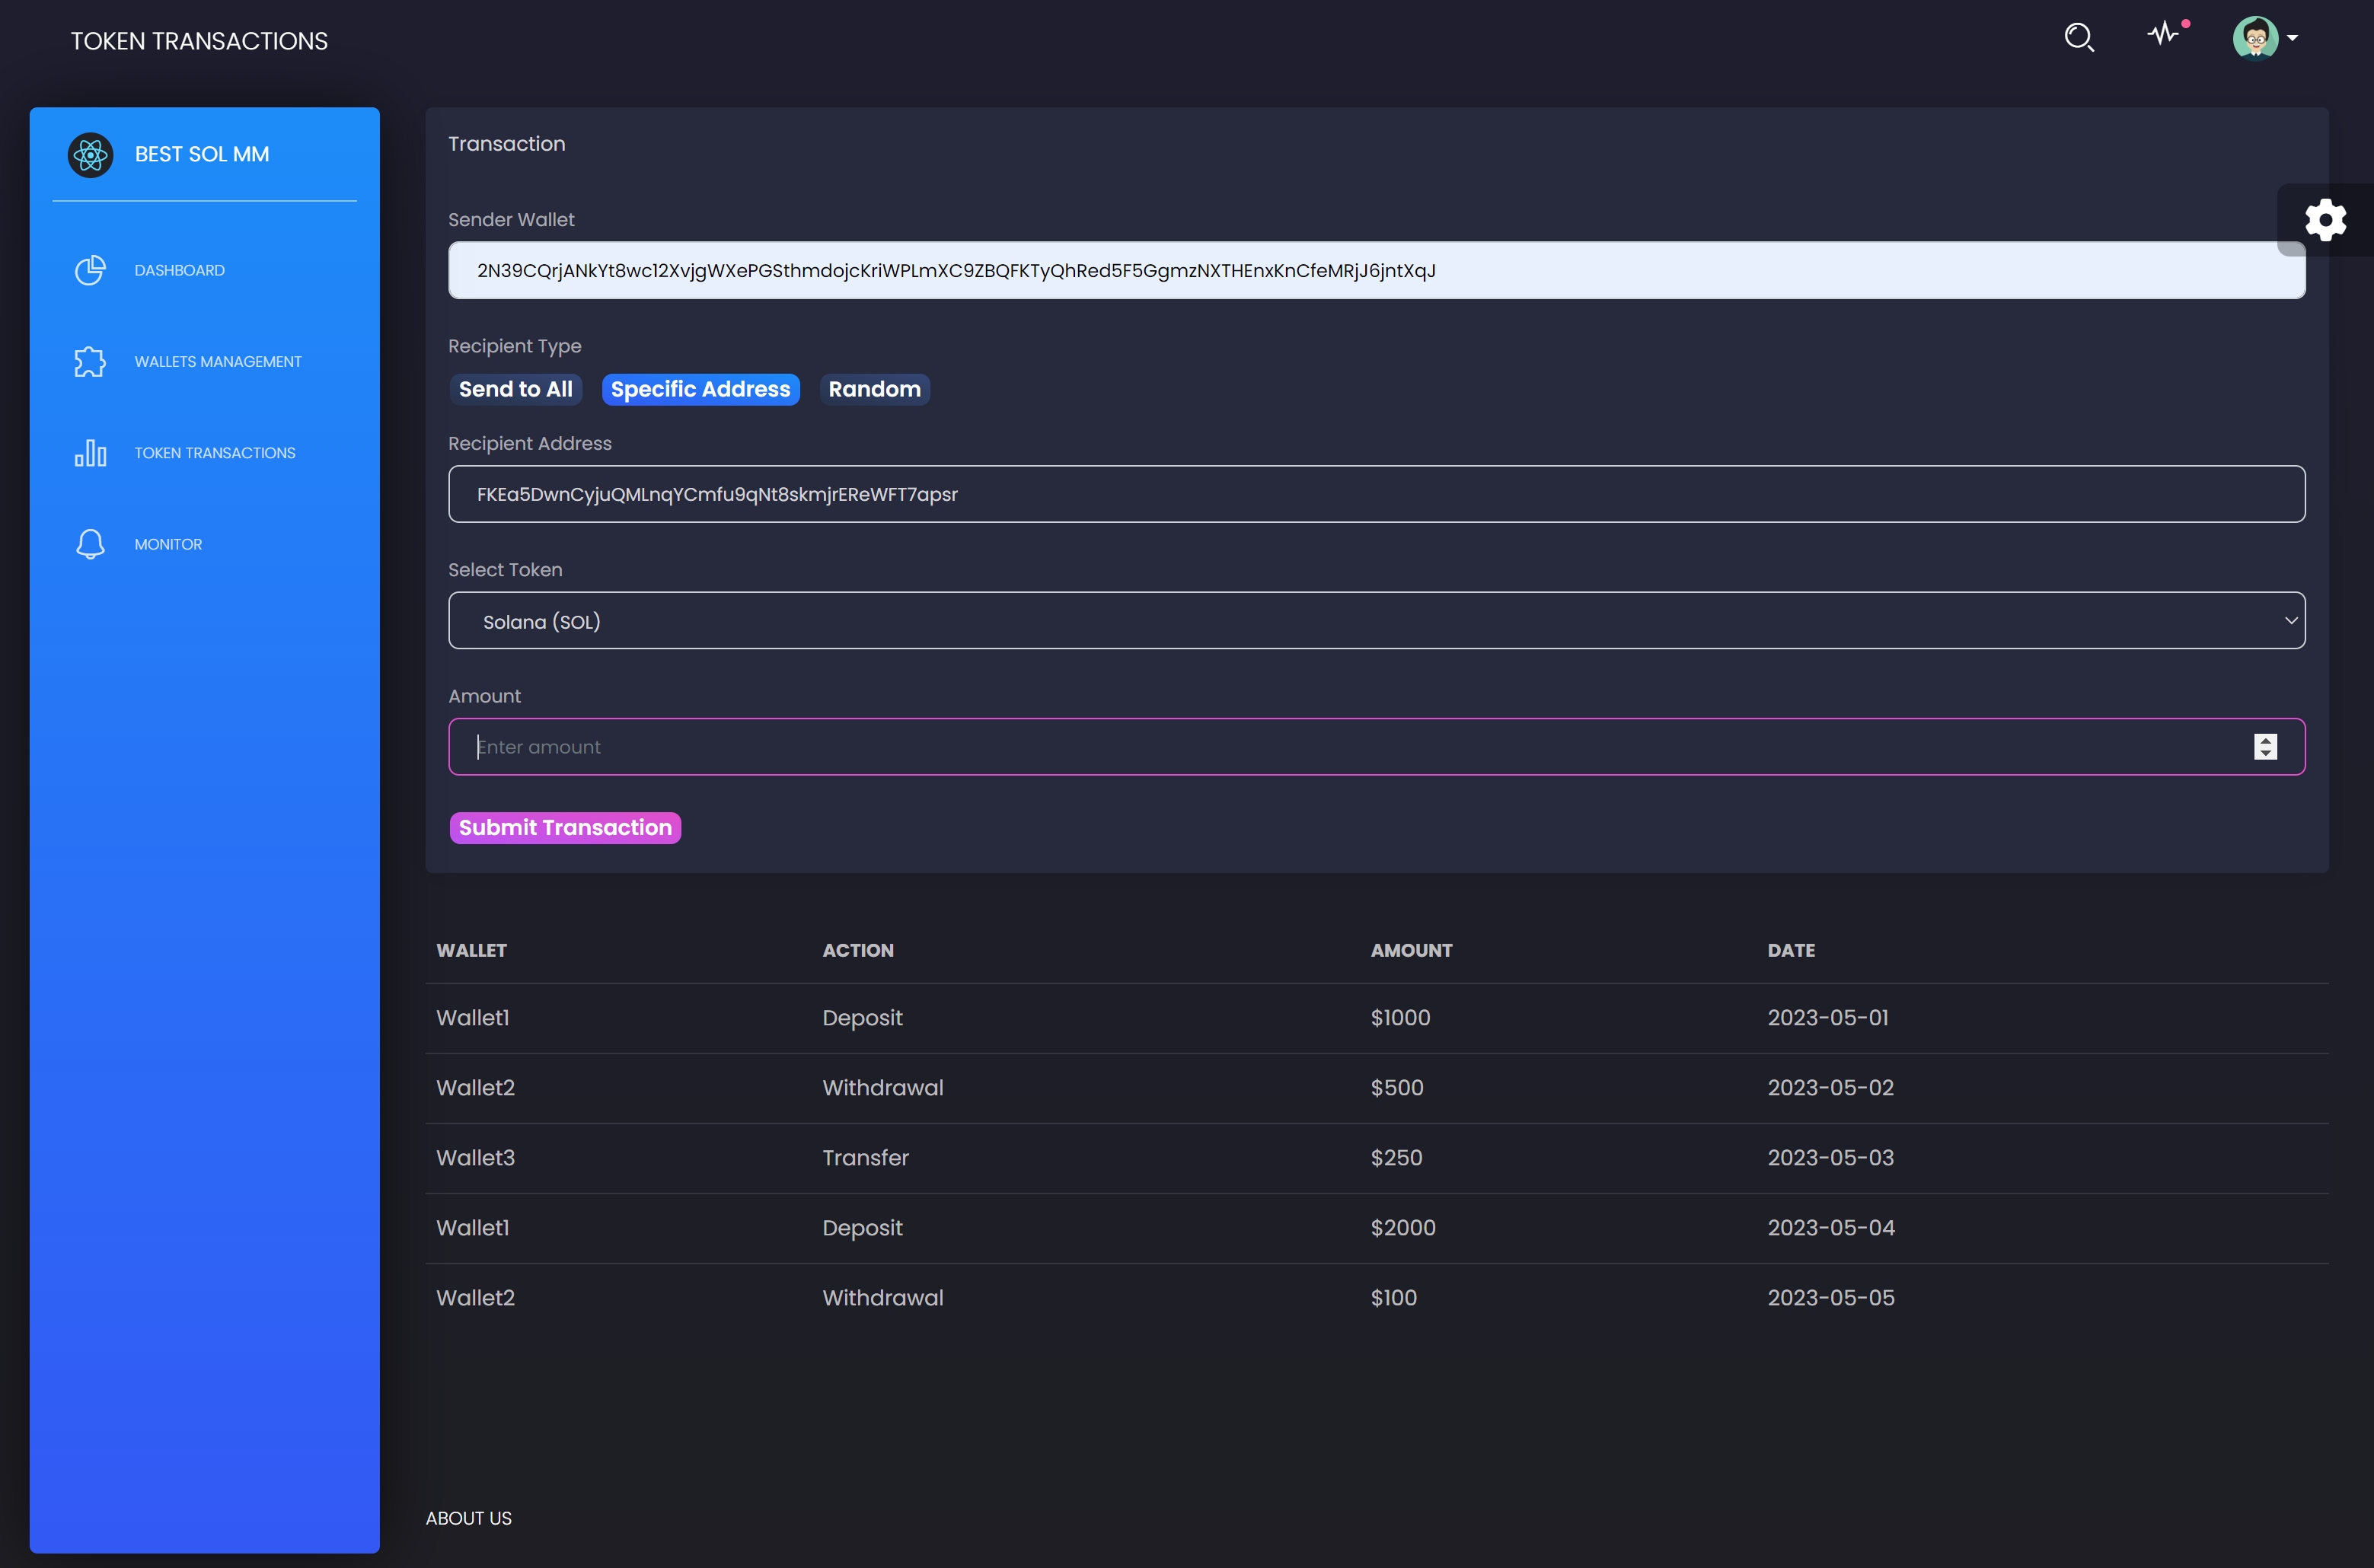 TOKEN TRANSACTIONS
BEST SOL MM
DASHBOARD
WALLETS MANAGEMENT
TOKEN TRANSACTIONS
MONITOR
Transaction
Sender Wallet
2N39CQrjANkYt8wc12XvjgWXePGSthmdojcKriWPLmXC9ZBQFKTyQhRed5F5GgmzNXTHEnxKnCfeMRjJ6jntXqJ
Recipient Type
Send to All Specific Address Random
Recipient Address
FKEa5DwnCyjuQMLnqYCmfu9qNt8skmjrEReWFT7apsr
Select Token
Solana (SOL)
Amount
Enter amount
Submit Transaction
WALLET ACTION AMOUNT DATE
Wallet1 Deposit $1000 2023-05-01
Wallet2 Withdrawal $500 2023-05-02
Wallet3 Transfer $250 2023-05-03
Wallet1 Deposit $2000 2023-05-04
Wallet2 Withdrawal $100 2023-05-05
ABOUT US